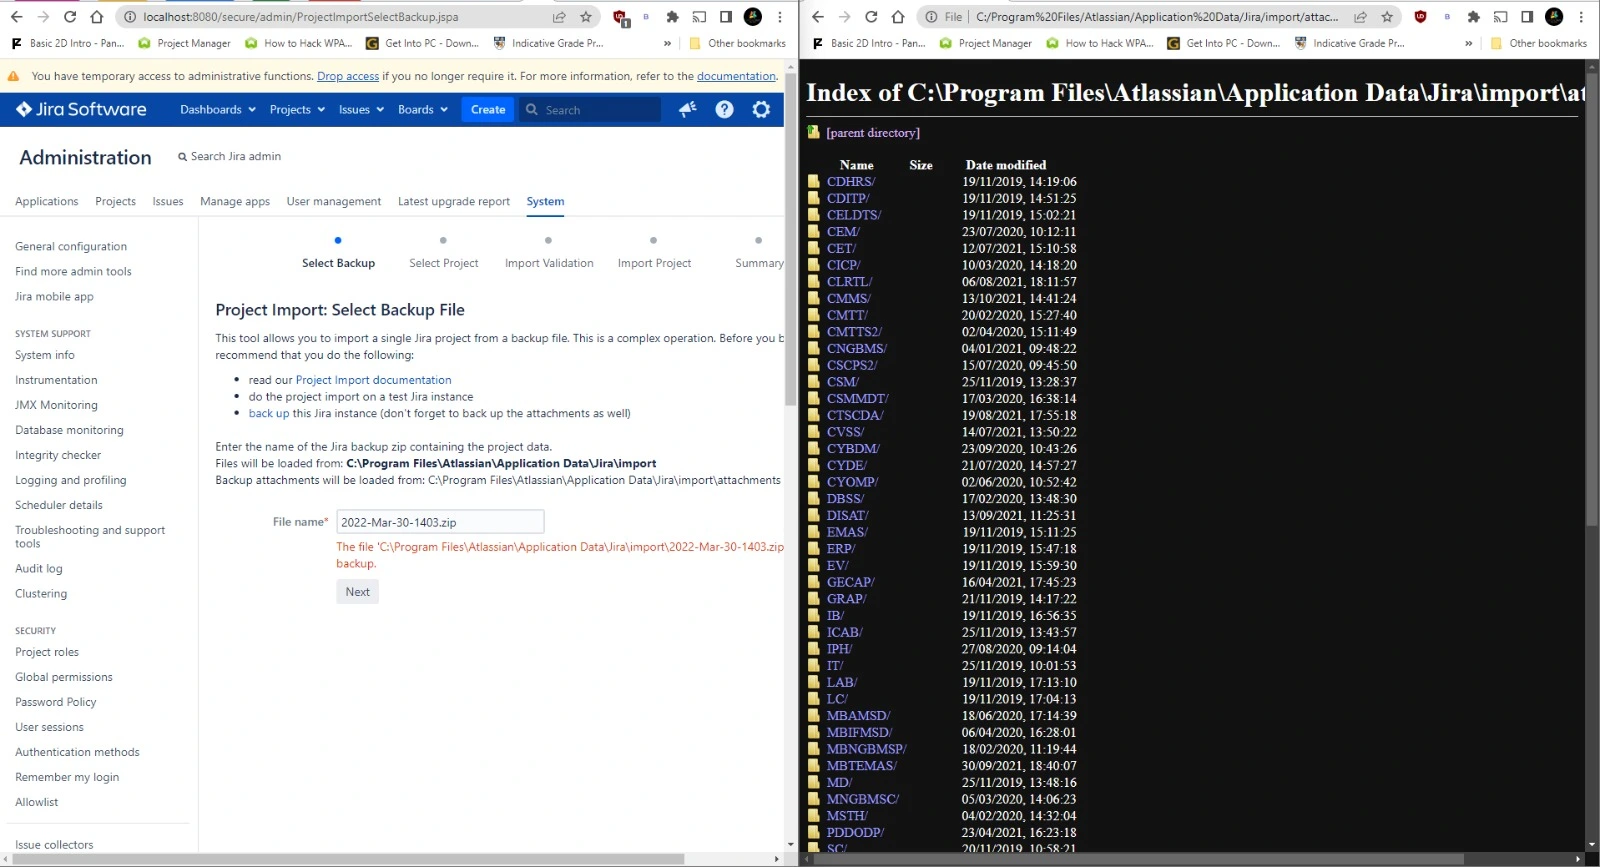 localhost:8080/secure/admin/ProjectImportSelectBackup.jspa
Basic 2D Intro - Pan...
Project Manager
How to Hack WPA...
Get Into PC - Down...
Indicative Grade Pr...
»
Other bookmarks
You have temporary access to administrative functions. Drop access if you no longer require it. For more information, refer to the documentation.
Jira Software
Dashboards
Projects
Issues
Boards
Create
Search
Administration
Search Jira admin
Applications
Projects
Issues
Manage apps
User management
Latest upgrade report
System
General configuration
Find more admin tools
Jira mobile app
SYSTEM SUPPORT
System info
Instrumentation
JMX Monitoring
Database monitoring
Integrity checker
Logging and profiling
Scheduler details
Troubleshooting and support
tools
Audit log
Clustering
SECURITY
Project roles
Global permissions
Password Policy
User sessions
Authentication methods
Remember my login
Allowlist
Issue collectors
Select Backup
Select Project
Import Validation
Import Project
Summary
Project Import: Select Backup File
This tool allows you to import a single Jira project from a backup file. This is a complex operation. Before you b
recommend that you do the following:
• read our Project Import documentation
• do the project import on a test Jira instance
• back up this Jira instance (don't forget to back up the attachments as well)
Enter the name of the Jira backup zip containing the project data.
Files will be loaded from: C:\Program Files\Atlassian\Application Data\Jira\import
Backup attachments will be loaded from: C:\Program Files\Atlassian\Application Data\Jira\import\attachments
File name* 2022-Mar-30-1403.zip
The file 'C:\Program Files\Atlassian\Application Data\Jira\import\2022-Mar-30-1403.zip
backup.
Next
File | C:/Program%20Files/Atlassian/Application%20Data/Jira/import/attac...
Basic 2D Intro - Pan...
Project Manager
How to Hack WPA...
Get Into PC - Down...
Indicative Grade Pr...
»
Other bookmarks
Index of C:\Program Files\Atlassian\Application Data\Jira\import\at
[parent directory]
Name Size Date modified
CDHRS/ 19/11/2019, 14:19:06
CDITP/ 19/11/2019, 14:51:25
CELDTS/ 19/11/2019, 15:02:21
CEM/ 23/07/2020, 10:12:11
CET/ 12/07/2021, 15:10:58
CICP/ 10/03/2020, 14:18:20
CLRTL/ 06/08/2021, 18:11:57
CMMS/ 13/10/2021, 14:41:24
CMTT/ 20/02/2020, 15:27:40
CMTTS2/ 02/04/2020, 15:11:49
CNGBMS/ 04/01/2021, 09:48:22
CSCPS2/ 15/07/2020, 09:45:50
CSM/ 25/11/2019, 13:28:37
CSMMDT/ 17/03/2020, 16:38:14
CTSCDA/ 19/08/2021, 17:55:18
CVSS/ 14/07/2021, 13:50:22
CYBDM/ 23/09/2020, 10:43:26
CYDE/ 21/07/2020, 14:57:27
CYOMP/ 02/06/2020, 10:52:42
DBSS/ 17/02/2020, 13:48:30
DISAT/ 13/09/2021, 11:25:31
EMAS/ 19/11/2019, 15:11:25
ERP/ 19/11/2019, 15:47:18
EV/ 19/11/2019, 15:59:30
GECAP/ 16/04/2021, 17:45:23
GRAP/ 21/11/2019, 14:17:22
IB/ 19/11/2019, 16:56:35
ICAB/ 25/11/2019, 13:43:57
IPH/ 27/08/2020, 09:14:04
IT/ 25/11/2019, 10:01:53
LAB/ 19/11/2019, 17:13:10
LC/ 19/11/2019, 17:04:13
MBAMSD/ 18/06/2020, 17:14:39
MBIFMSD/ 06/04/2020, 16:28:01
MBNGBMSP/ 18/02/2020, 11:19:44
MBTEMAS/ 30/09/2021, 18:40:07
MD/ 25/11/2019, 13:48:16
MNGBMSC/ 05/03/2020, 14:06:23
MSTH/ 04/02/2020, 14:32:04
PDDODP/ 23/04/2021, 16:23:18
SC/ 20/11/2019, 10:58:21